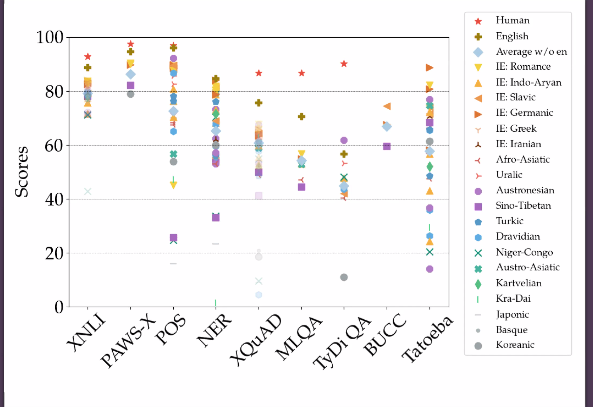 Scores
100
80
60
40
20
0
XNLI
PAWS-X
POS
NER
XQuAD
MLQA
TyDi QA
BUCC
Tatoeba
Human
English
Average w/o en
IE: Romance
IE: Indo-Aryan
IE: Slavic
IE: Germanic
IE: Greek
IE: Iranian
Afro-Asiatic
Uralic
Austronesian
Sino-Tibetan
Turkic
Dravidian
Niger-Congo
Austro-Asiatic
Kartvelian
Kra-Dai
Japonic
Basque
Koreanic